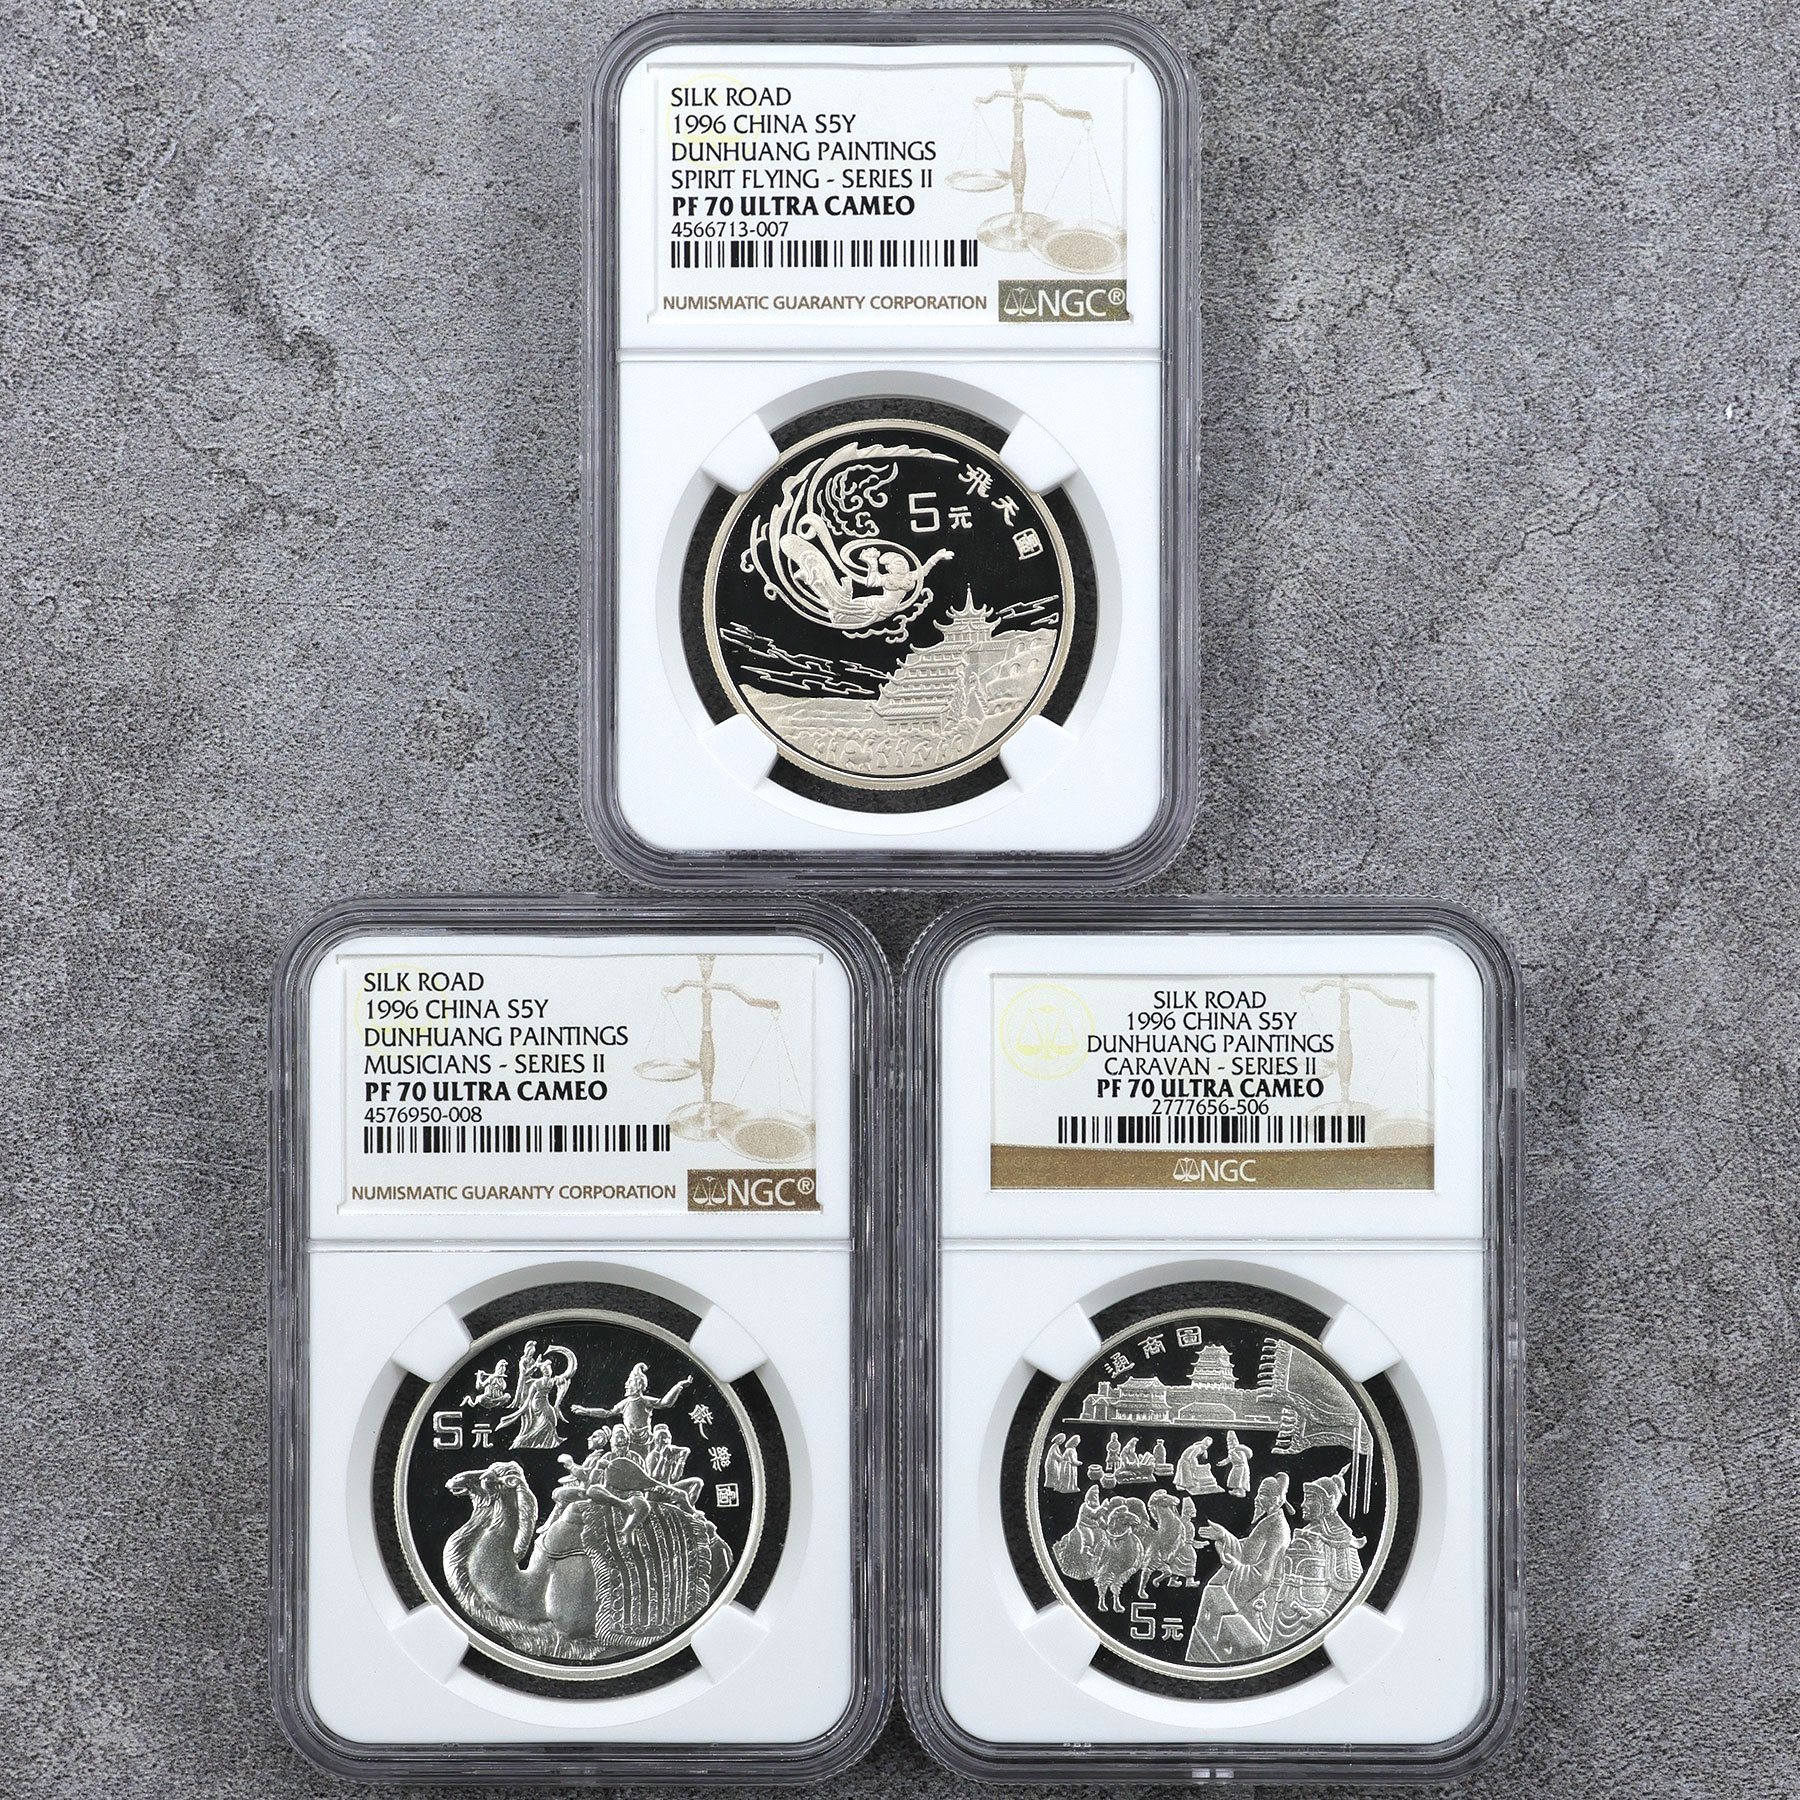 SILK ROAD
1996 CHINA S5Y
DUNHUANG PAINTINGS
SPIRIT FLYING - SERIES II
PF 70 ULTRA CAMEO
4566713-007
NUMISMATIC GUARANTY CORPORATION NGC®
5元 飛天圖
SILK ROAD
1996 CHINA S5Y
DUNHUANG PAINTINGS
MUSICIANS - SERIES II
PF 70 ULTRA CAMEO
4576950-008
NUMISMATIC GUARANTY CORPORATION NGC®
5元
樂圖
SILK ROAD
1996 CHINA S5Y
DUNHUANG PAINTINGS
CARAVAN - SERIES II
PF 70 ULTRA CAMEO
2777656-506
NGC
通商圖
5元